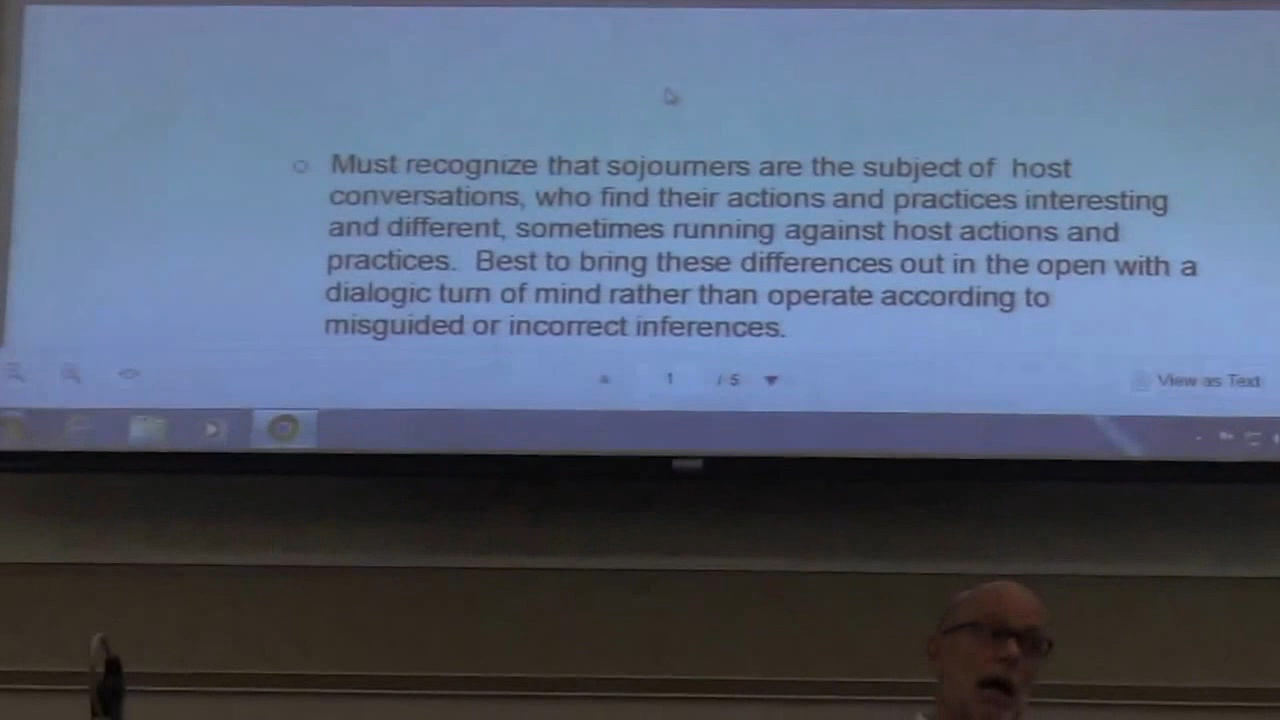 Must recognize that sojourners are the subject of host
conversations, who find their actions and practices interesting
and different, sometimes running against host actions and
practices. Best to bring these differences out in the open with a
dialogic turn of mind rather than operate according to
misguided or incorrect inferences.
1 / 5 View as Text